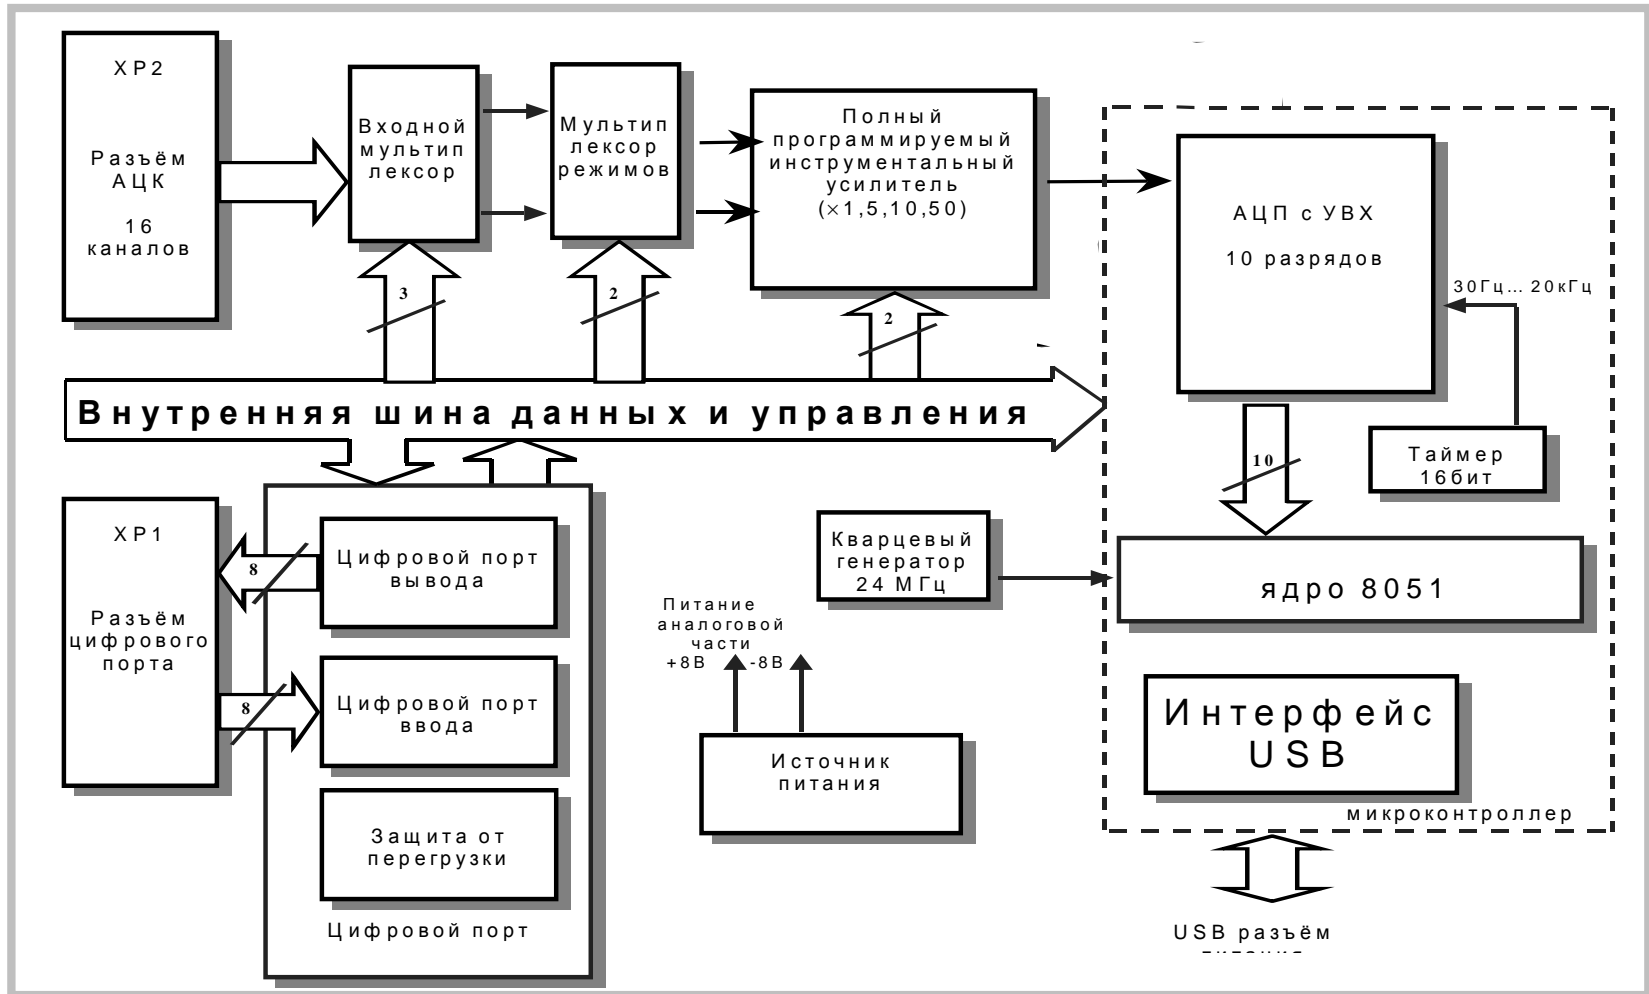 ХР2
Разъём
АЦК
16
каналов
Входной
мультип
лексор
Мультип
лексор
режимов
Полный
программируемый
инструментальный
усилитель
(×1,5,10,50)
АЦП с УВХ
10 разрядов
30Гц... 20кГц
3
2
2
Внутренняя шина данных и управления
10
Таймер
16бит
ХР1
Разъём
цифрового
порта
8
8
Цифровой порт
вывода
Цифровой порт
ввода
Защита от
перегрузки
Цифровой порт
Кварцевый
генератор
24 МГц
ядро 8051
Питание
аналоговой
части
+8В -8В
Источник
питания
Интерфейс
USB
микроконтроллер
USB разъём